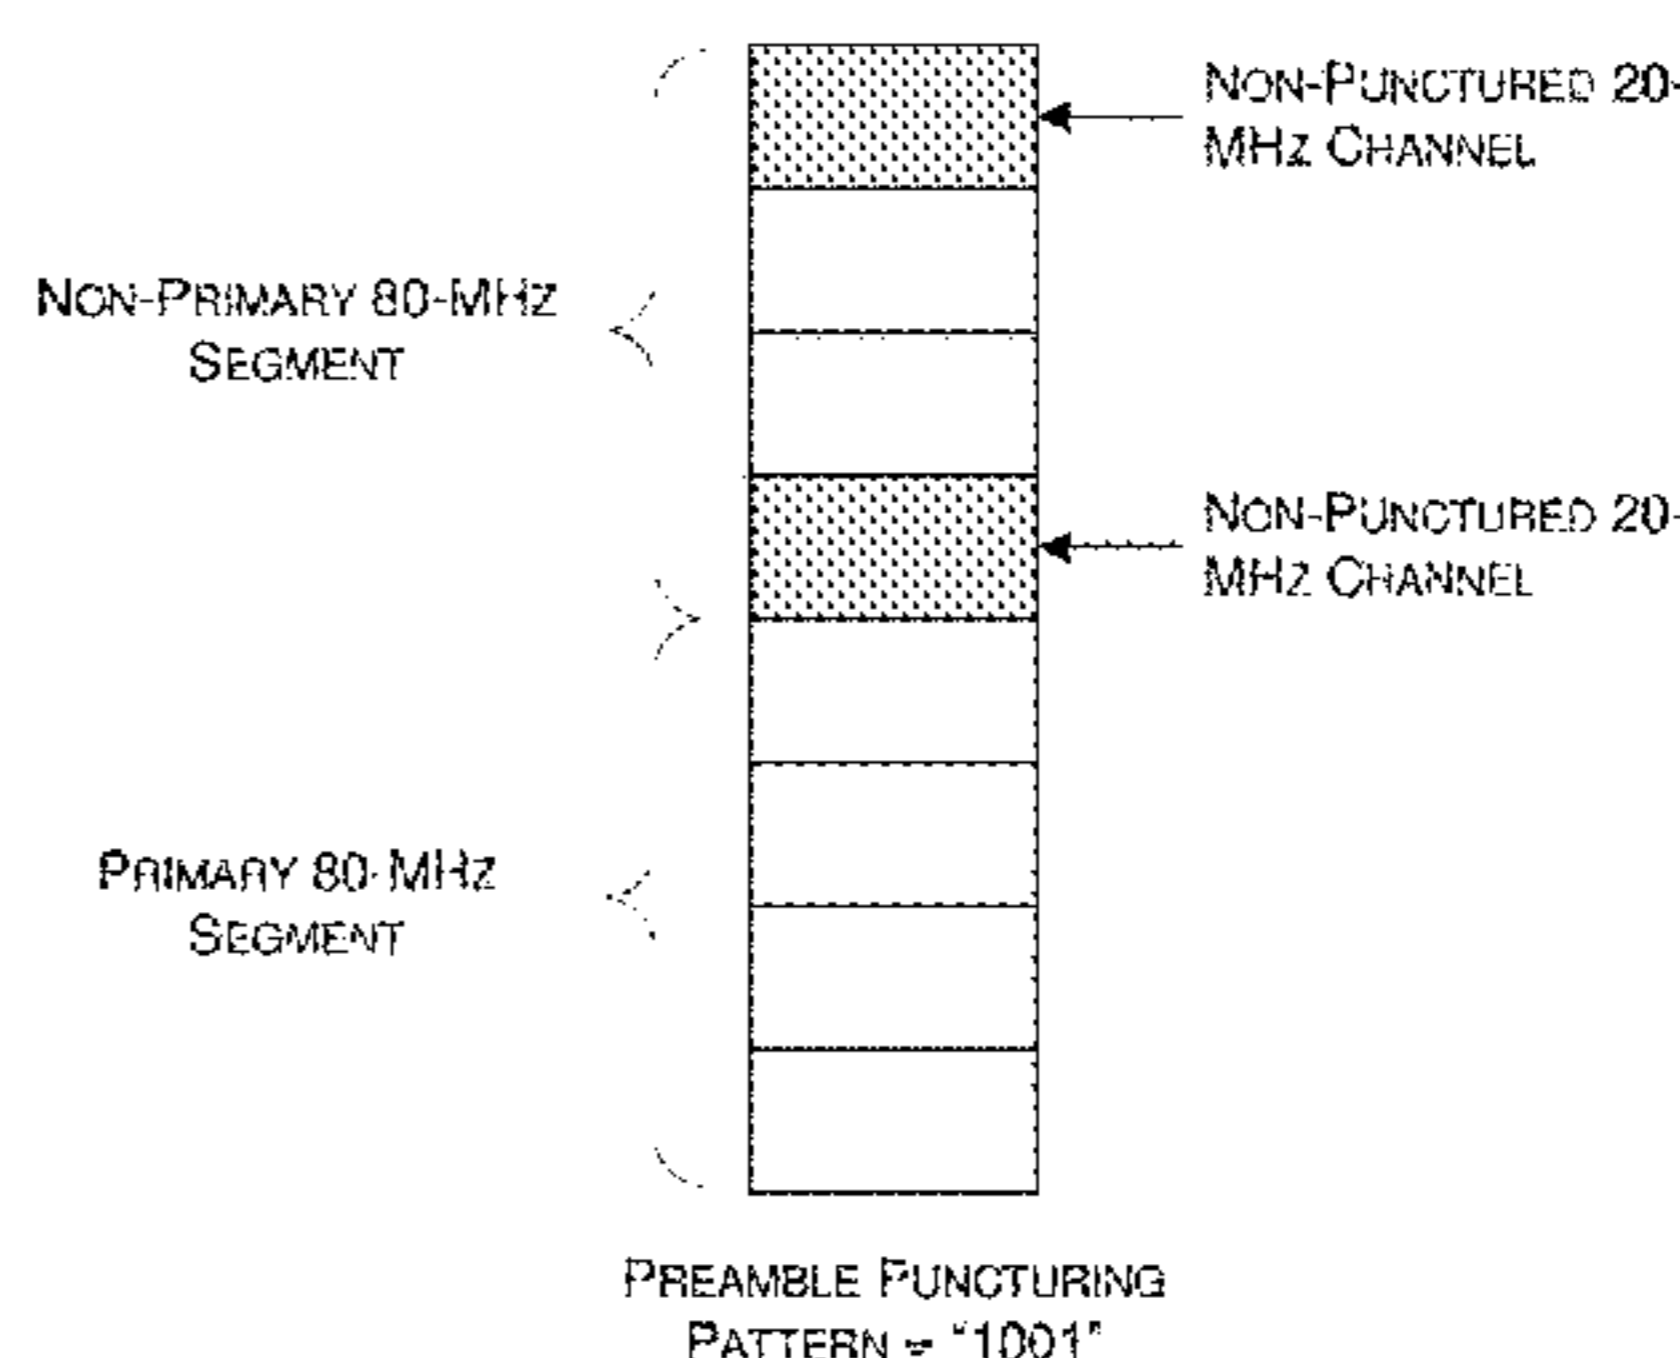 NON-PUNCTURED 20-
MHZ CHANNEL
NON-PRIMARY 80-MHZ
SEGMENT
NON-PUNCTURED 20-
MHZ CHANNEL
PRIMARY 80-MHZ
SEGMENT
PREAMBLE PUNCTURING
PATTERN = "1001"